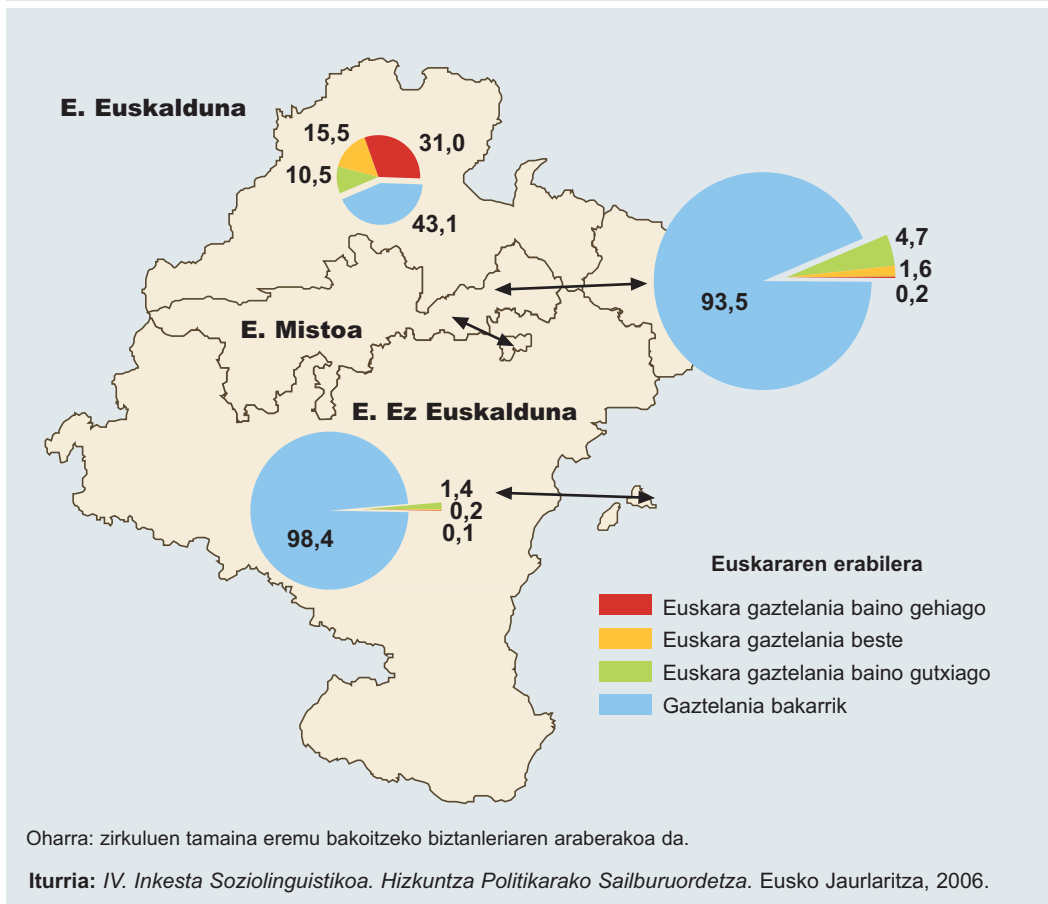 E. Euskalduna
15,5
31,0
10,5
43,1
4,7
1,6
0,2
93,5
E. Mistoa
E. Ez Euskalduna
1,4
0,2
0,1
98,4
Euskararen erabilera
Euskara gaztelania baino gehiago
Euskara gaztelania beste
Euskara gaztelania baino gutxiago
Gaztelania bakarrik
Oharra: zirkuluen tamaina eremu bakoitzeko biztanleriaren araberakoa da.
Iturria: IV. Inkesta Soziolinguistikoa. Hizkuntza Politikarako Sailburuordetza. Eusko Jaurlaritza, 2006.